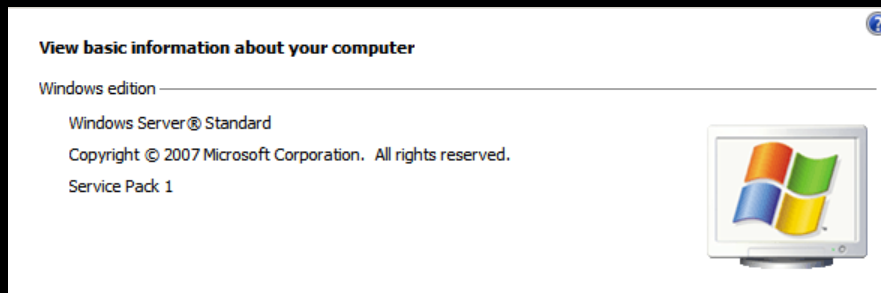 View basic information about your computer
Windows edition
Windows Server® Standard
Copyright © 2007 Microsoft Corporation.  All rights reserved.
Service Pack 1